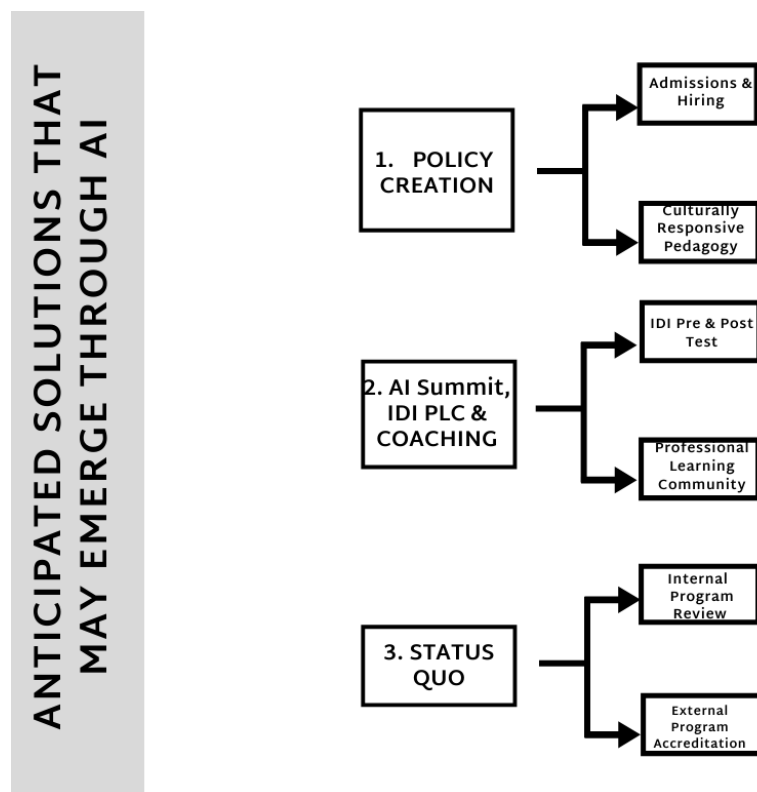 ANTICIPATED SOLUTIONS THAT
MAY EMERGE THROUGH AI
1. POLICY
CREATION
Admissions &
Hiring
Culturally
Responsive
Pedagogy
2. AI Summit,
IDI PLC &
COACHING
IDI Pre & Post
Test
Professional
Learning
Community
3. STATUS
QUO
Internal
Program
Review
External
Program
Accreditation